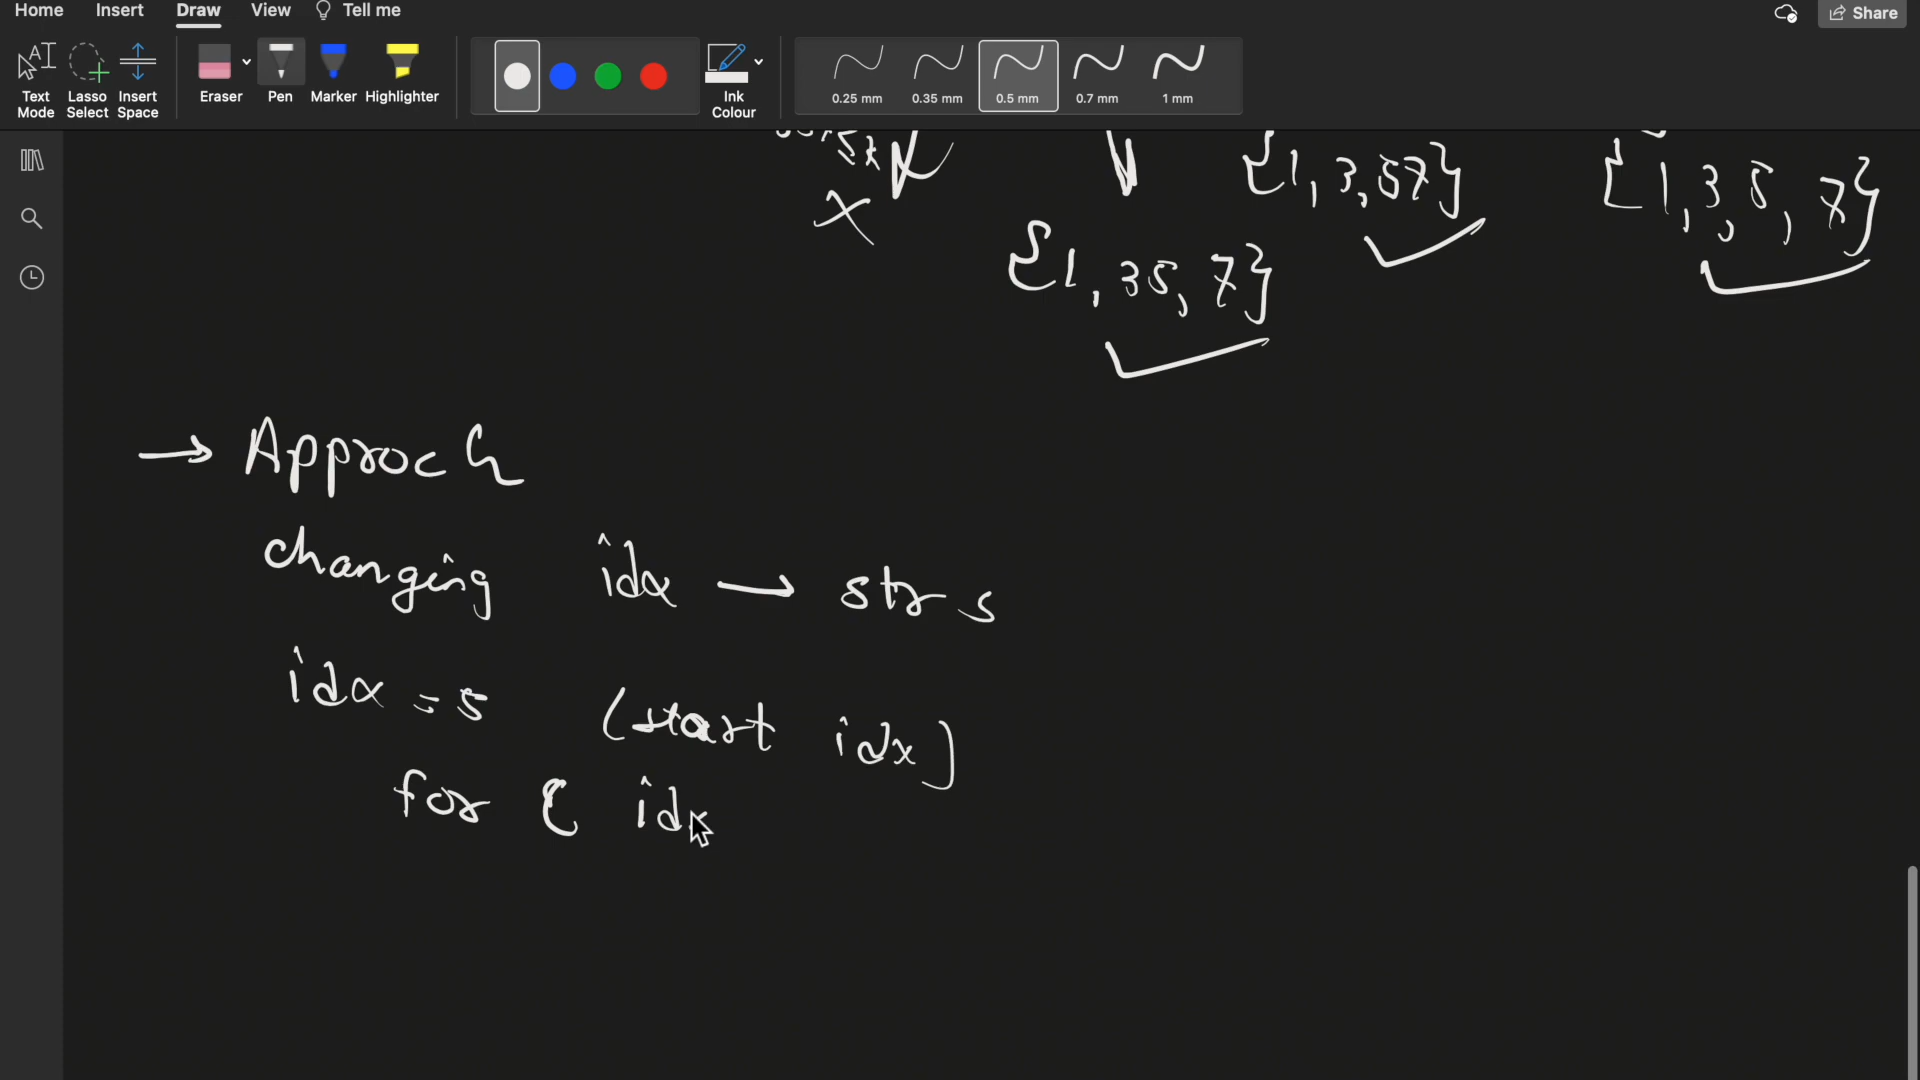 Home Insert Draw View Tell me Share
Text Mode Lasso Select Insert Space Eraser Pen Marker Highlighter Ink Colour 0.25 mm 0.35 mm 0.5 mm 0.7 mm 1 mm
{1, 3, 57} {1, 3, 5, 7}
{1, 35, 7}
→ Approch
changing idx → str s
idx = s (start idx)
for ( idx